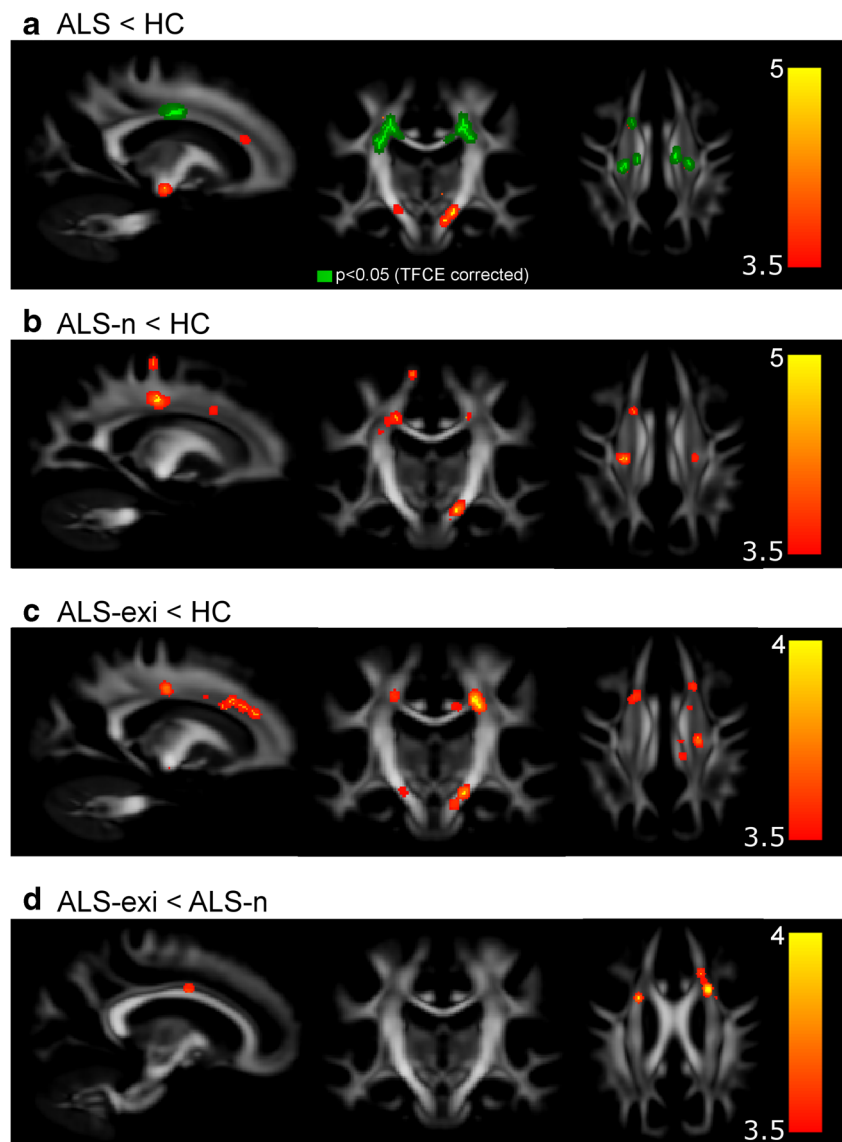 a ALS < HC
5
3.5
p<0.05 (TFCE corrected)
b ALS-n < HC
5
3.5
c ALS-exi < HC
4
3.5
d ALS-exi < ALS-n
4
3.5